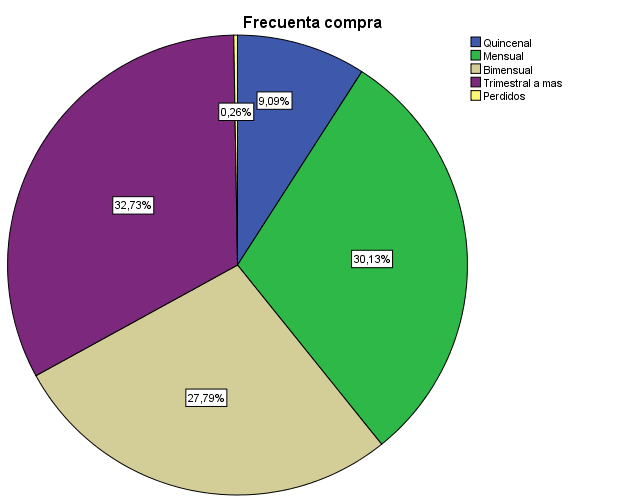 Frecuenta compra
Quincenal
Mensual
Bimensual
Trimestral a mas
Perdidos
9,09%
0,26%
32,73%
30,13%
27,79%